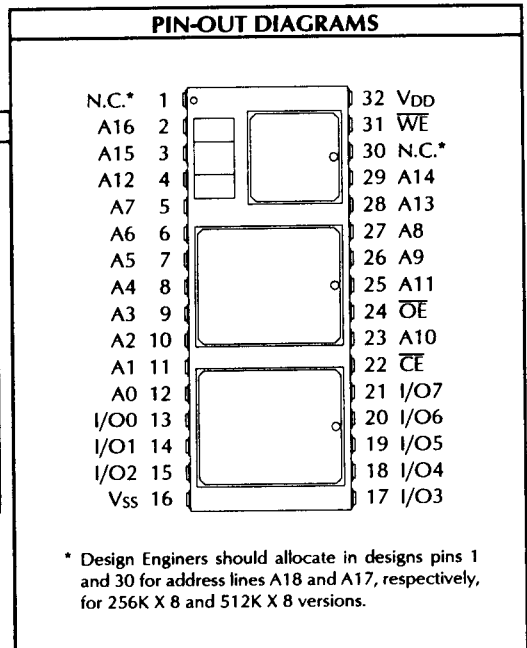 PIN-OUT DIAGRAMS
N.C.* 1 32 VDD
A16 2 31 WE
A15 3 30 N.C.*
A12 4 29 A14
A7 5 28 A13
A6 6 27 A8
A5 7 26 A9
A4 8 25 A11
A3 9 24 OE
A2 10 23 A10
A1 11 22 CE
A0 12 21 I/O7
I/O0 13 20 I/O6
I/O1 14 19 I/O5
I/O2 15 18 I/O4
Vss 16 17 I/O3
* Design Enginers should allocate in designs pins 1
and 30 for address lines A18 and A17, respectively,
for 256K X 8 and 512K X 8 versions.